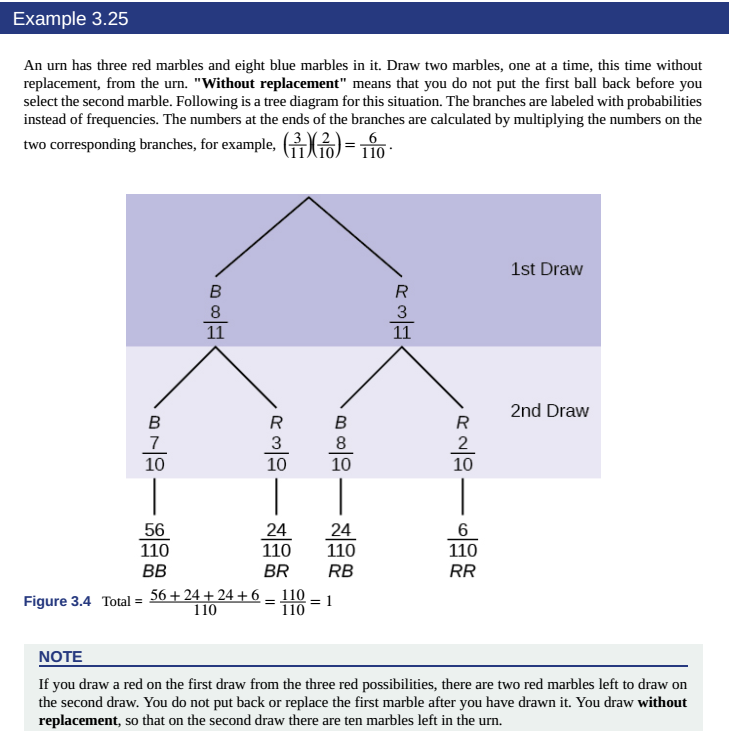 Example 3.25
An urn has three red marbles and eight blue marbles in it. Draw two marbles, one at a time, this time without
replacement, from the urn. "Without replacement" means that you do not put the first ball back before you
select the second marble. Following is a tree diagram for this situation. The branches are labeled with probabilities
instead of frequencies. The numbers at the ends of the branches are calculated by multiplying the numbers on the
two corresponding branches, for example, (3/11)(2/10) = 6/110.
1st Draw
B R
8/11 3/11
2nd Draw
B R B R
7/10 3/10 8/10 2/10
56/110 24/110 24/110 6/110
BB BR RB RR
Figure 3.4 Total = (56 + 24 + 24 + 6)/110 = 110/110 = 1
NOTE
If you draw a red on the first draw from the three red possibilities, there are two red marbles left to draw on
the second draw. You do not put back or replace the first marble after you have drawn it. You draw without
replacement, so that on the second draw there are ten marbles left in the urn.